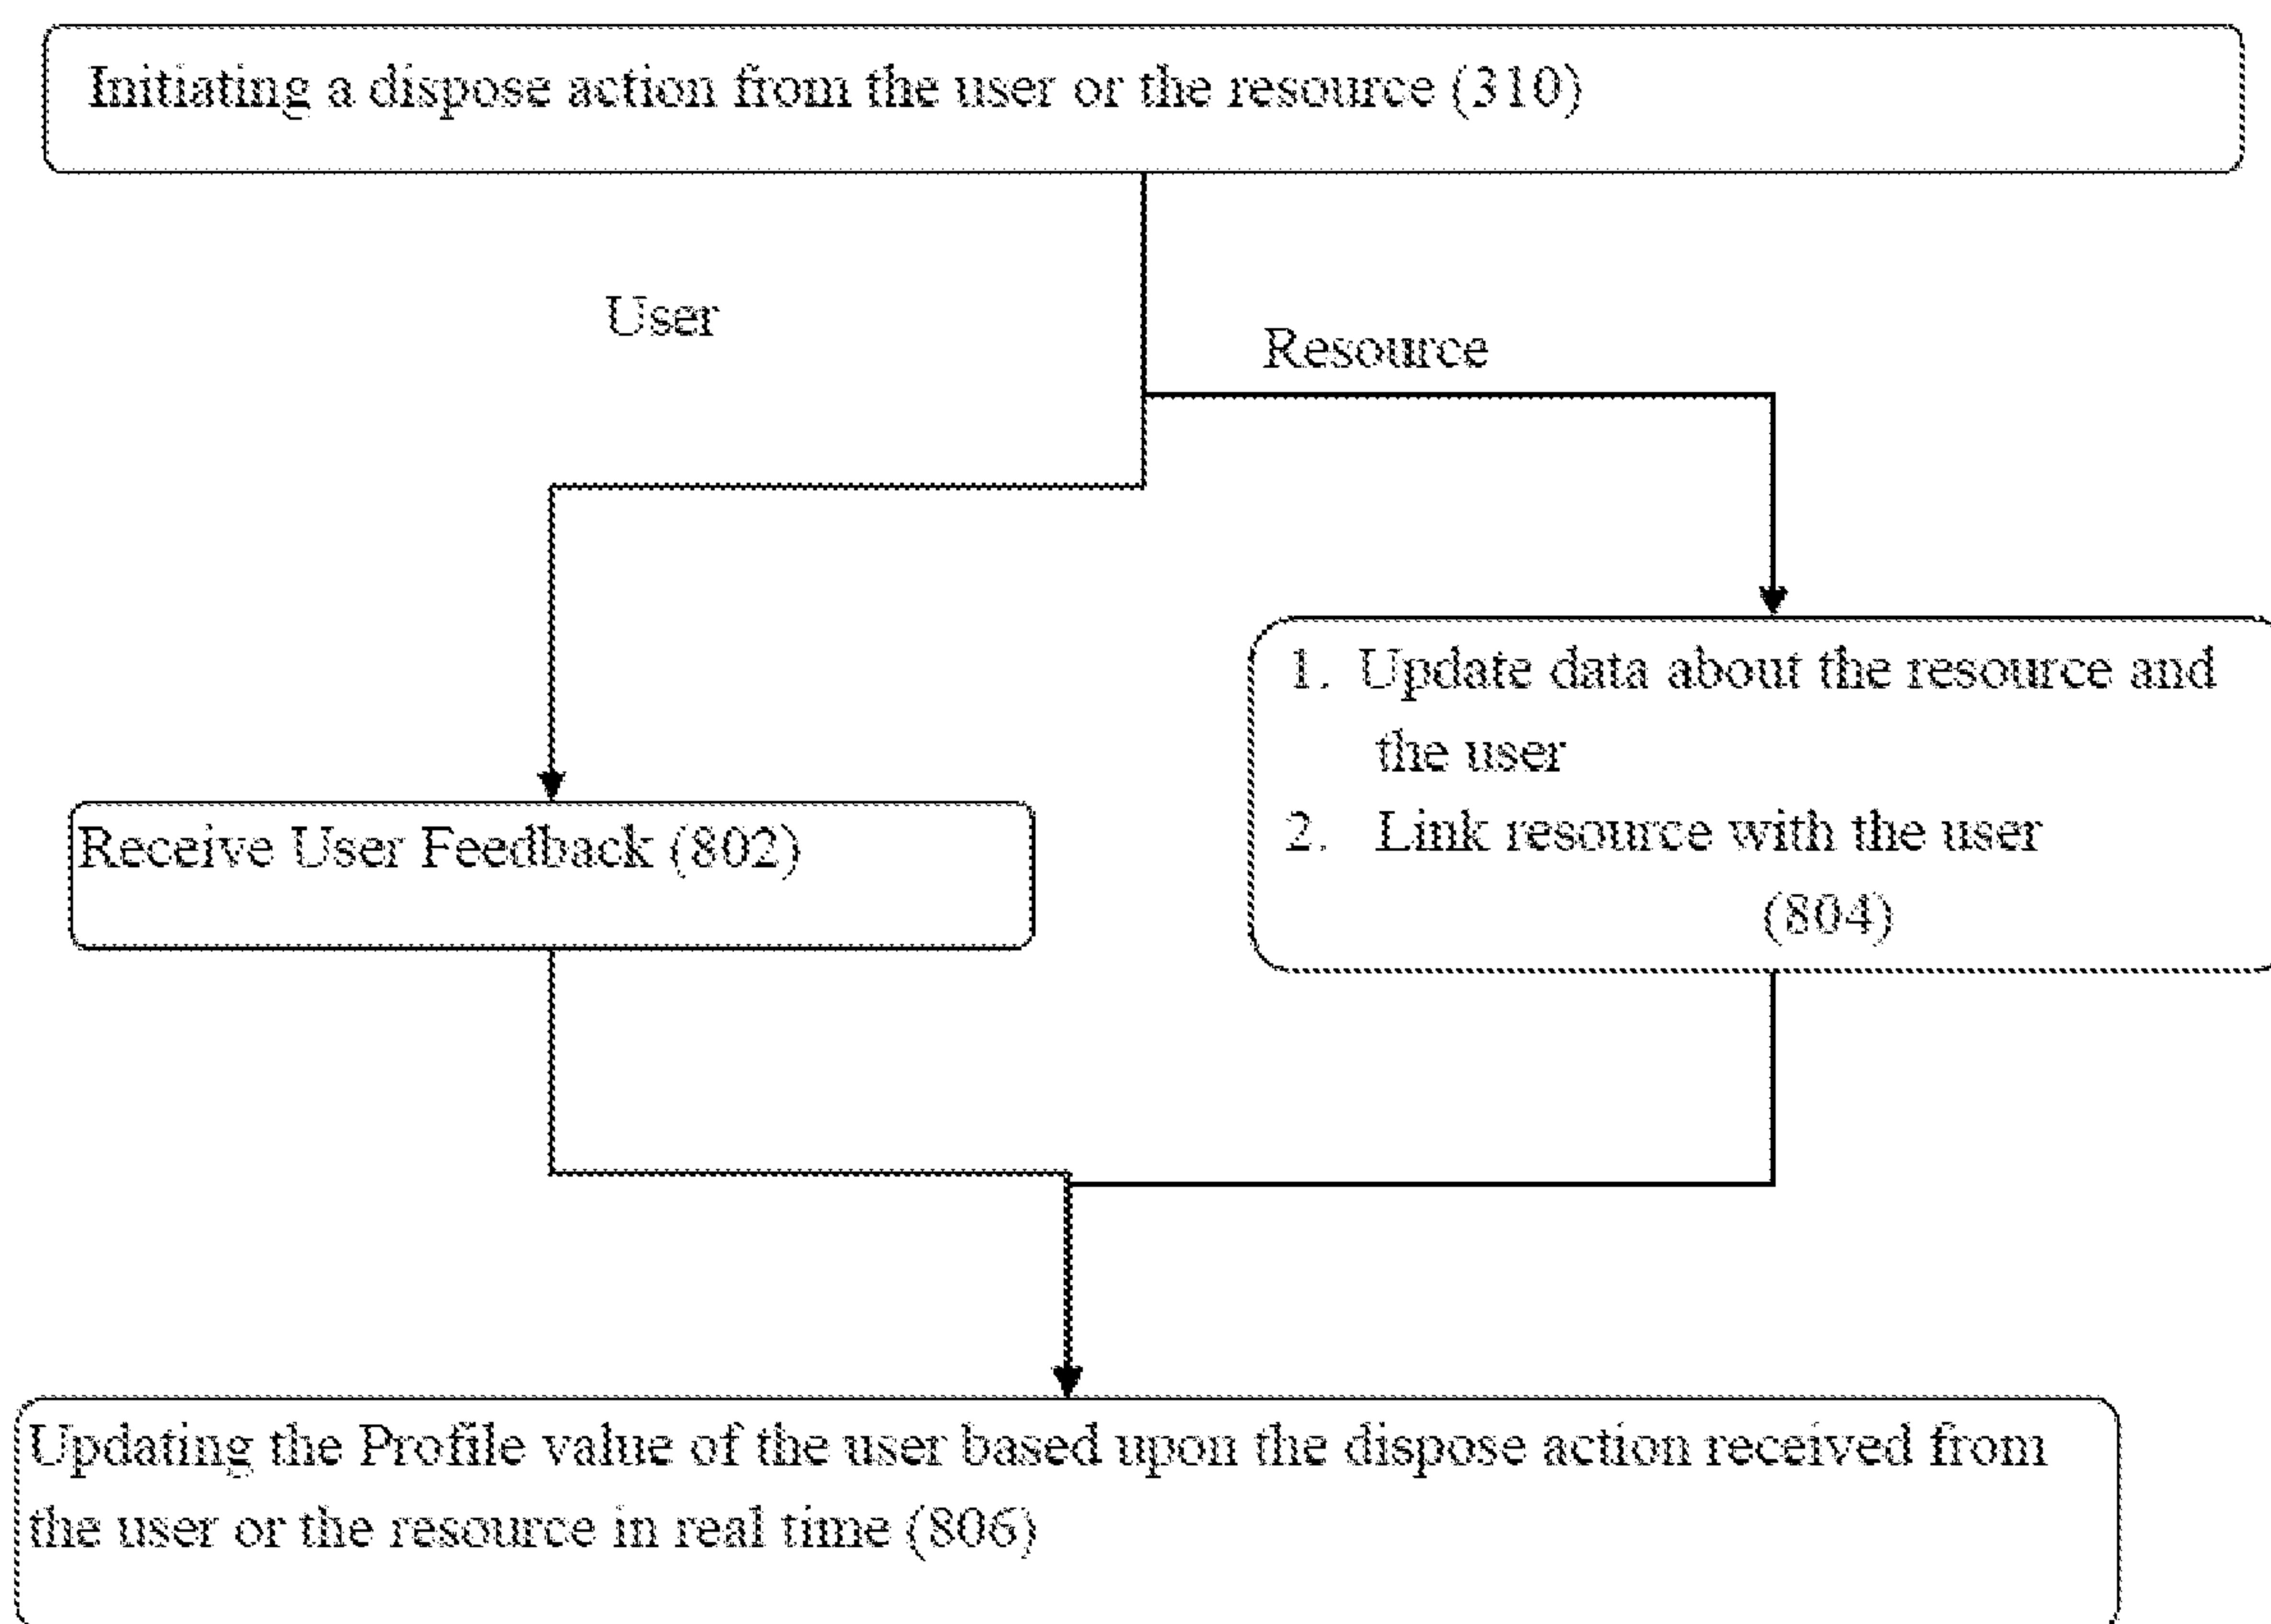 Initiating a dispose action from the user or the resource (310)
User
Resource
1. Update data about the resource and
the user
2. Link resource with the user
(804)
Receive User Feedback (802)
Updating the Profile value of the user based upon the dispose action received from
the user or the resource in real time (806)